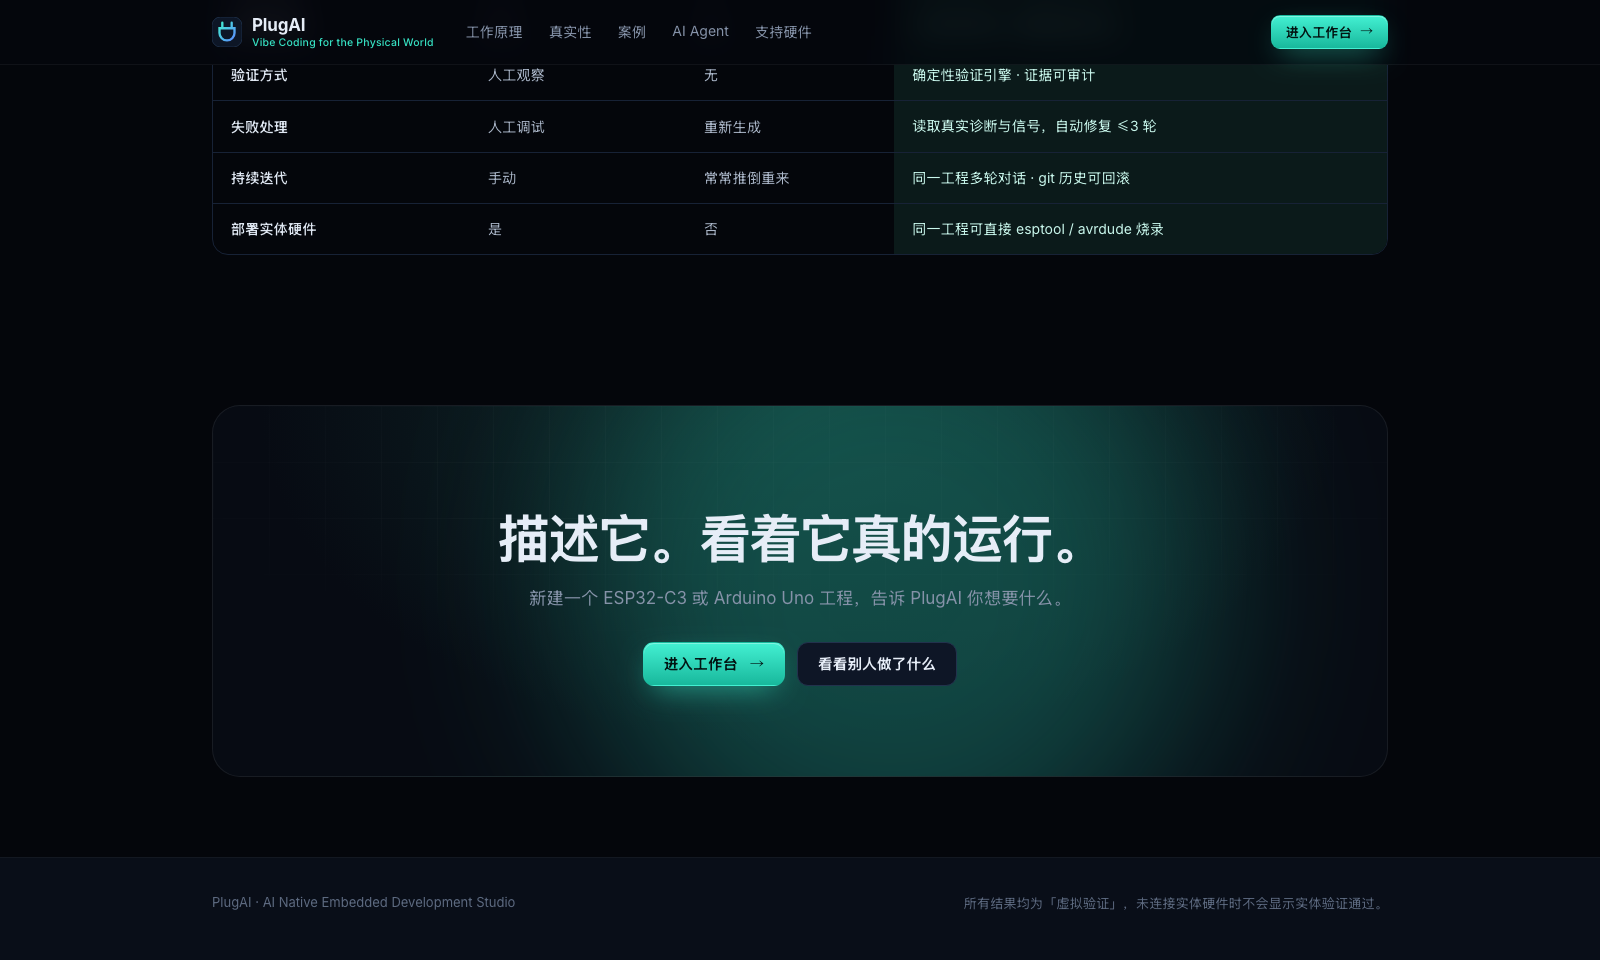 PlugAI
Vibe Coding for the Physical World
工作原理 真实性 案例 AI Agent 支持硬件
进入工作台 →
验证方式 人工观察 无 确定性验证引擎 · 证据可审计
失败处理 人工调试 重新生成 读取真实诊断与信号，自动修复 ≤3 轮
持续迭代 手动 常常推倒重来 同一工程多轮对话 · git 历史可回滚
部署实体硬件 是 否 同一工程可直接 esptool / avrdude 烧录
描述它。看着它真的运行。
新建一个 ESP32-C3 或 Arduino Uno 工程，告诉 PlugAI 你想要什么。
进入工作台 → 看看别人做了什么
PlugAI · AI Native Embedded Development Studio
所有结果均为「虚拟验证」，未连接实体硬件时不会显示实体验证通过。